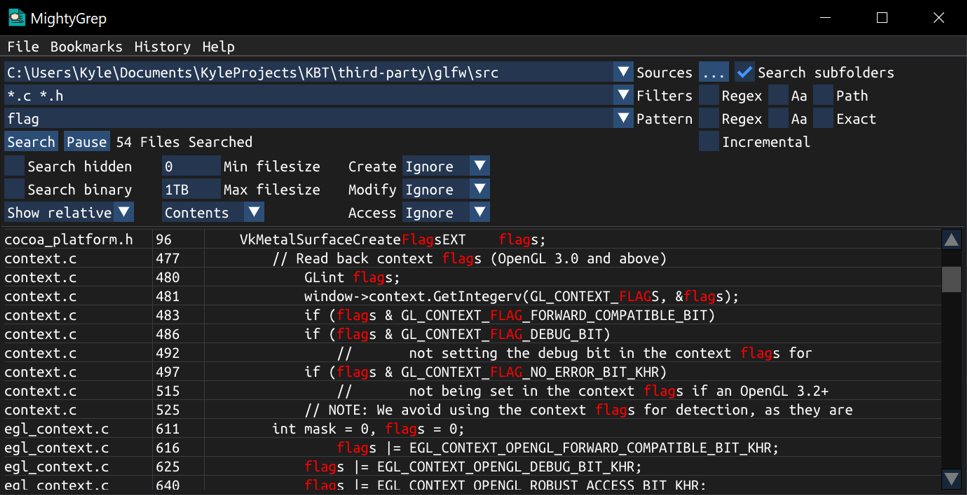 MightyGrep
File Bookmarks History Help
C:\Users\Kyle\Documents\KyleProjects\KBT\third-party\glfw\src Sources ... Search subfolders
*.c *.h Filters Regex Aa Path
flag Pattern Regex Aa Exact
Search Pause 54 Files Searched Incremental
Search hidden 0 Min filesize Create Ignore
Search binary 1TB Max filesize Modify Ignore
Show relative Contents Access Ignore
cocoa_platform.h 96 VkMetalSurfaceCreateFlagsEXT flags;
context.c 477 // Read back context flags (OpenGL 3.0 and above)
context.c 480 GLint flags;
context.c 481 window->context.GetIntegerv(GL_CONTEXT_FLAGS, &flags);
context.c 483 if (flags & GL_CONTEXT_FLAG_FORWARD_COMPATIBLE_BIT)
context.c 486 if (flags & GL_CONTEXT_FLAG_DEBUG_BIT)
context.c 492 // not setting the debug bit in the context flags for
context.c 497 if (flags & GL_CONTEXT_FLAG_NO_ERROR_BIT_KHR)
context.c 515 // not being set in the context flags if an OpenGL 3.2+
context.c 525 // NOTE: We avoid using the context flags for detection, as they are
egl_context.c 611 int mask = 0, flags = 0;
egl_context.c 616 flags |= EGL_CONTEXT_OPENGL_FORWARD_COMPATIBLE_BIT_KHR;
egl_context.c 625 flags |= EGL_CONTEXT_OPENGL_DEBUG_BIT_KHR;
egl_context.c 640 flags |= EGL_CONTEXT_OPENGL_ROBUST_ACCESS_BIT_KHR;